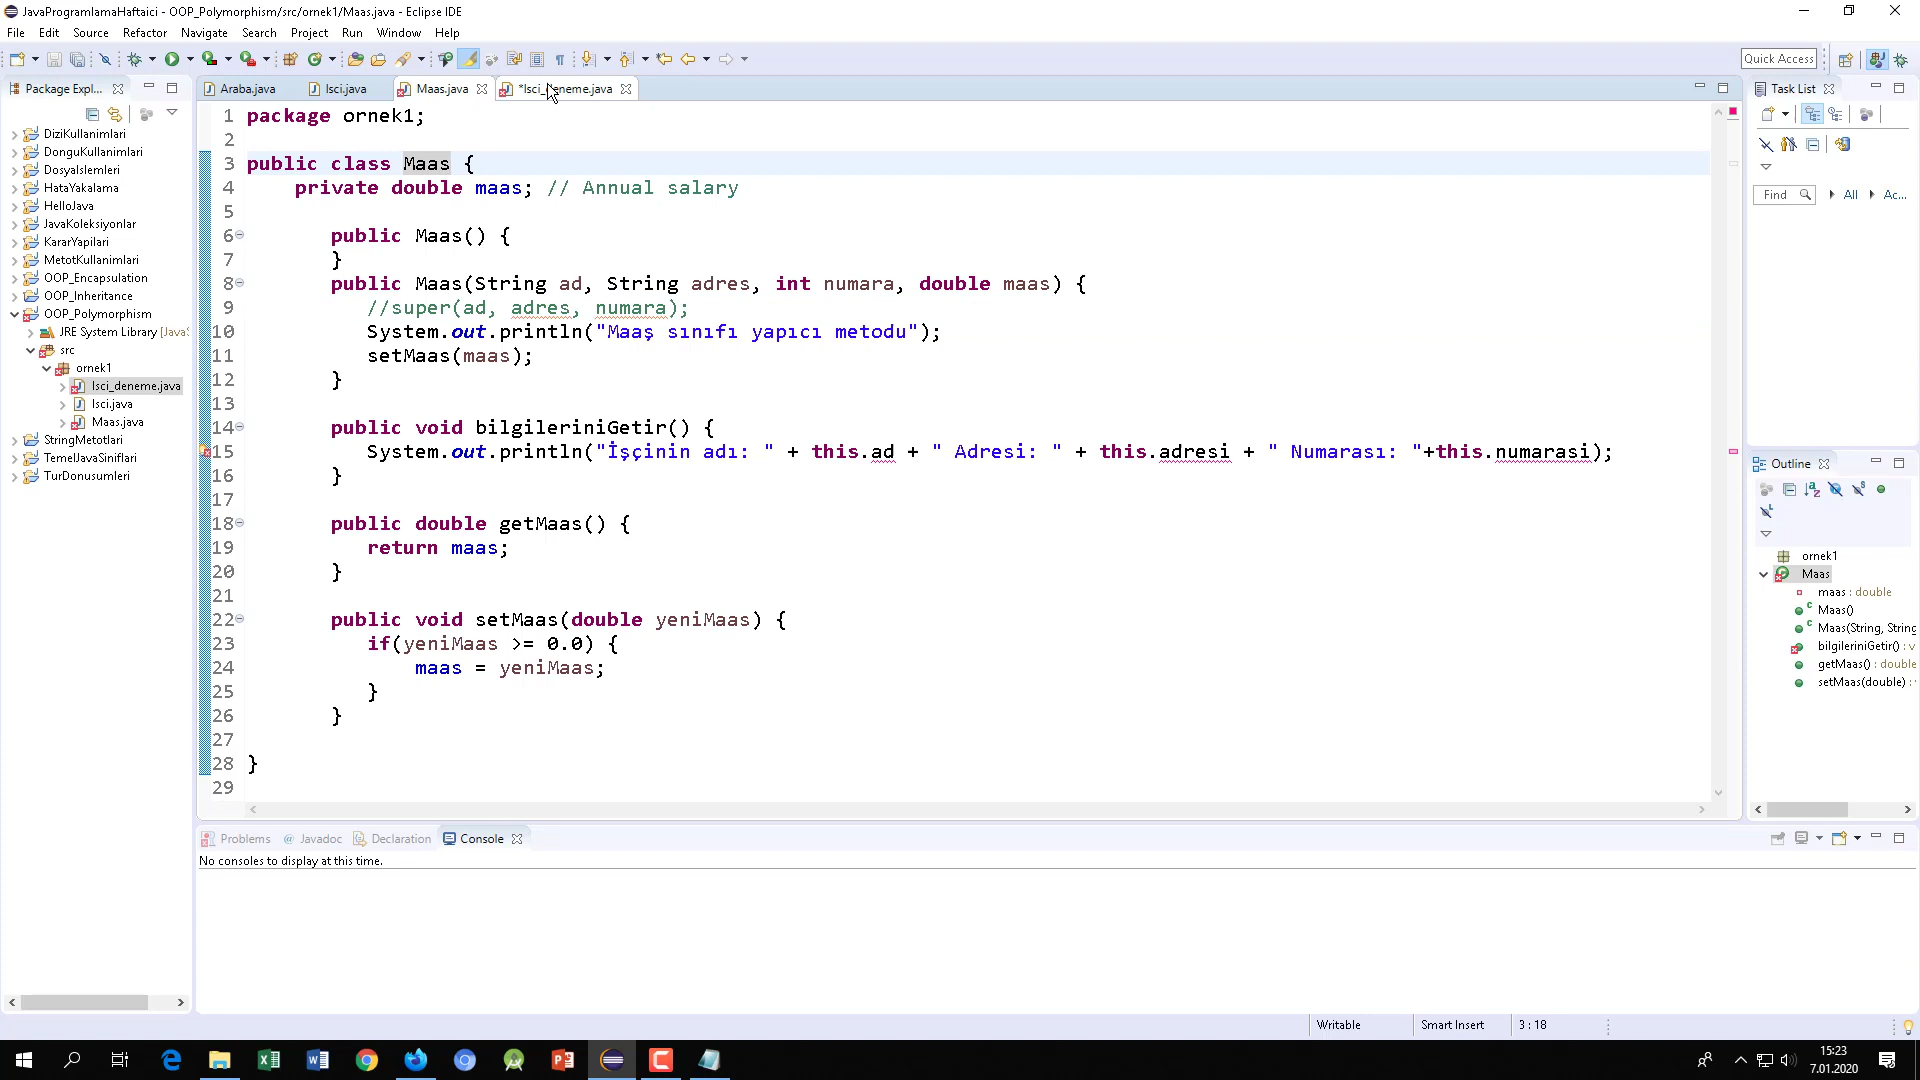 JavaProgramlamaHaftaici - OOP_Polymorphism/src/ornek1/Maas.java - Eclipse IDE
File Edit Source Refactor Navigate Search Project Run Window Help
Quick Access
Package Expl...
Araba.java Isci.java Maas.java *Isci_deneme.java
Task List
DiziKullanimlari
DonguKullanimlari
DosyaIslemleri
HataYakalama
HelloJava
JavaKoleksiyonlar
KararYapilari
MetotKullanimlari
OOP_Encapsulation
OOP_Inheritance
OOP_Polymorphism
JRE System Library [JavaS
src
ornek1
Isci_deneme.java
Isci.java
Maas.java
StringMetotlari
TemelJavaSiniflari
TurDonusumleri
1 package ornek1;
2
3 public class Maas {
4 private double maas; // Annual salary
5
6 public Maas() {
7 }
8 public Maas(String ad, String adres, int numara, double maas) {
9 //super(ad, adres, numara);
10 System.out.println("Maaş sınıfı yapıcı metodu");
11 setMaas(maas);
12 }
13
14 public void bilgileriniGetir() {
15 System.out.println("İşçinin adı: " + this.ad + " Adresi: " + this.adresi + " Numarası: "+this.numarasi);
16 }
17
18 public double getMaas() {
19 return maas;
20 }
21
22 public void setMaas(double yeniMaas) {
23 if(yeniMaas >= 0.0) {
24 maas = yeniMaas;
25 }
26 }
27
28 }
29
Find All Ac...
Outline
ornek1
Maas
maas : double
Maas()
Maas(String, String
bilgileriniGetir() : v
getMaas() : double
setMaas(double) :
Problems @ Javadoc Declaration Console
No consoles to display at this time.
Writable Smart Insert 3 : 18
15:23
7.01.2020